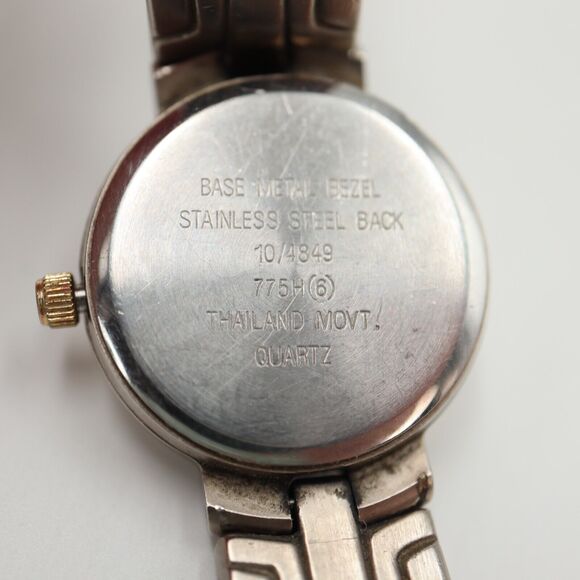 BASE METAL BEZEL
STAINLESS STEEL BACK
10/4849
775H(6)
THAILAND MOVT.
QUARTZ